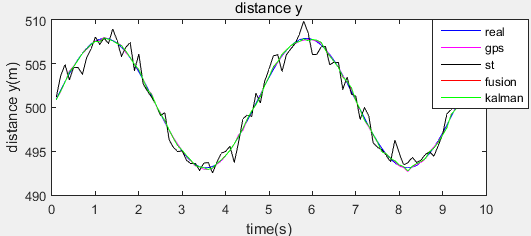 distance y
510
505
500
495
490
distance y(m)
0 1 2 3 4 5 6 7 8 9 10
time(s)
real
gps
st
fusion
kalman